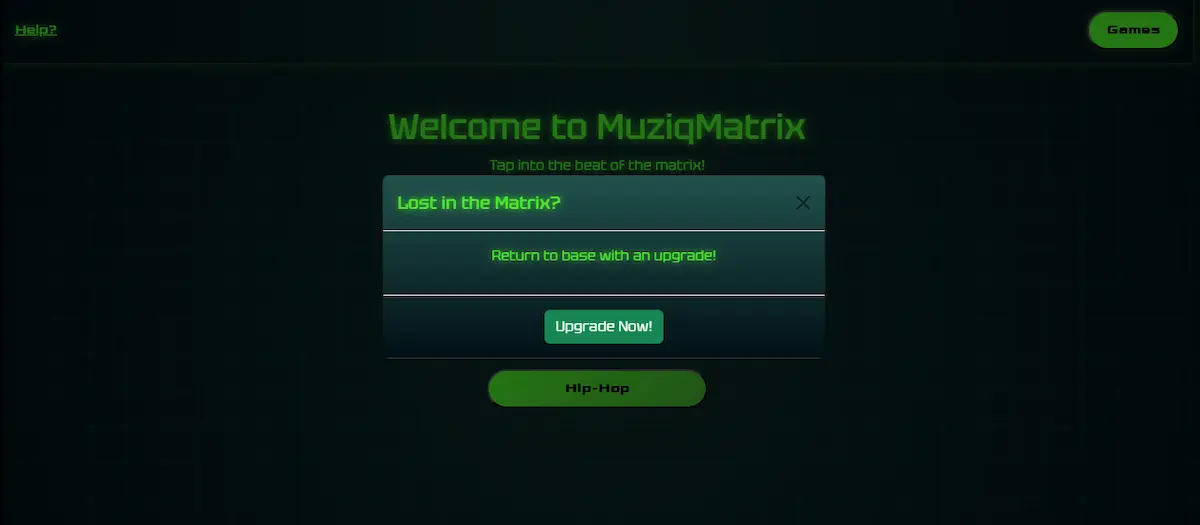 Help?
Games
Welcome to MuziqMatrix
Tap into the beat of the matrix!
Lost in the Matrix?
Return to base with an upgrade!
Upgrade Now!
Hip-Hop